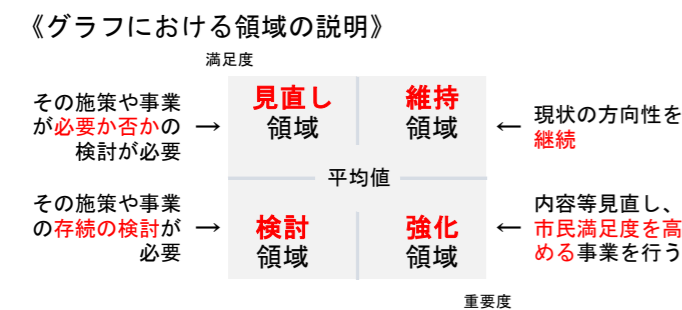 《グラフにおける領域の説明》
満足度
その施策や事業
が必要か否かの
検討が必要
→
見直し
領域
維持
領域
←
現状の方向性を
継続
平均値
その施策や事業
の存続の検討が
必要
→
検討
領域
強化
領域
←
内容等見直し、
市民満足度を高
める事業を行う
重要度